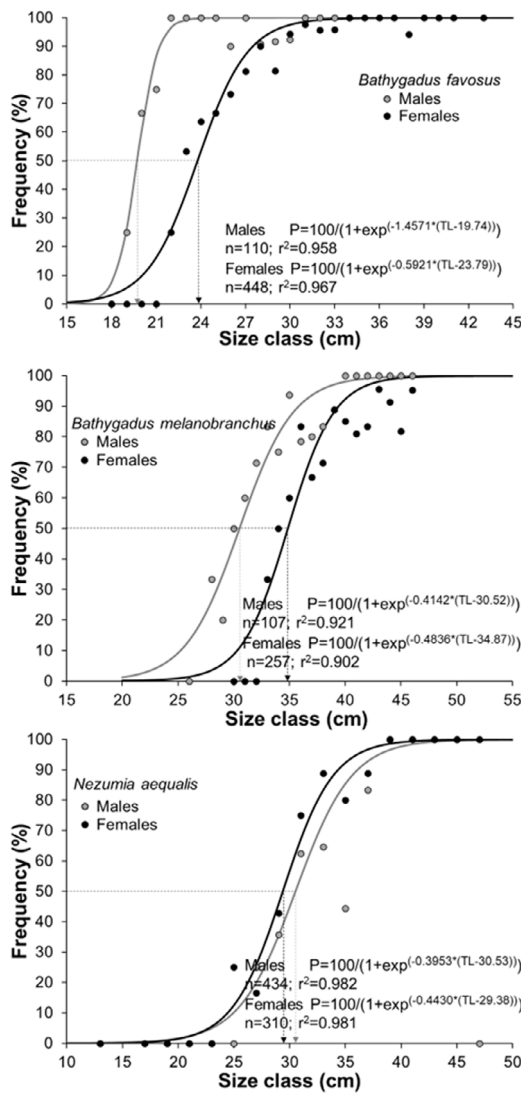 Frequency (%)
100
90
80
70
60
50
40
30
20
10
0
Bathygadus favosus
Males
Females
Males P=100/(1+exp(-1.4571*(TL-19.74))
n=110; r²=0.958
Females P=100/(1+exp(-0.5921*(TL-23.79))
n=448; r²=0.967
15 18 21 24 27 30 33 36 39 42 45
Size class (cm)
Frequency (%)
100
90
80
70
60
50
40
30
20
10
0
Bathygadus melanobranchus
Males
Females
Males P=100/(1+exp(-0.4142*(TL-30.52))
n=107; r²=0.921
Females P=100/(1+exp(-0.4836*(TL-34.87))
n=257; r²=0.902
15 20 25 30 35 40 45 50 55
Size class (cm)
Frequency (%)
100
90
80
70
60
50
40
30
20
10
0
Nezumia aequalis
Males
Females
Males P=100/(1+exp(-0.3953*(TL-30.53))
n=434; r²=0.982
Females P=100/(1+exp(-0.4430*(TL-29.38))
n=310; r²=0.981
10 15 20 25 30 35 40 45 50
Size class (cm)